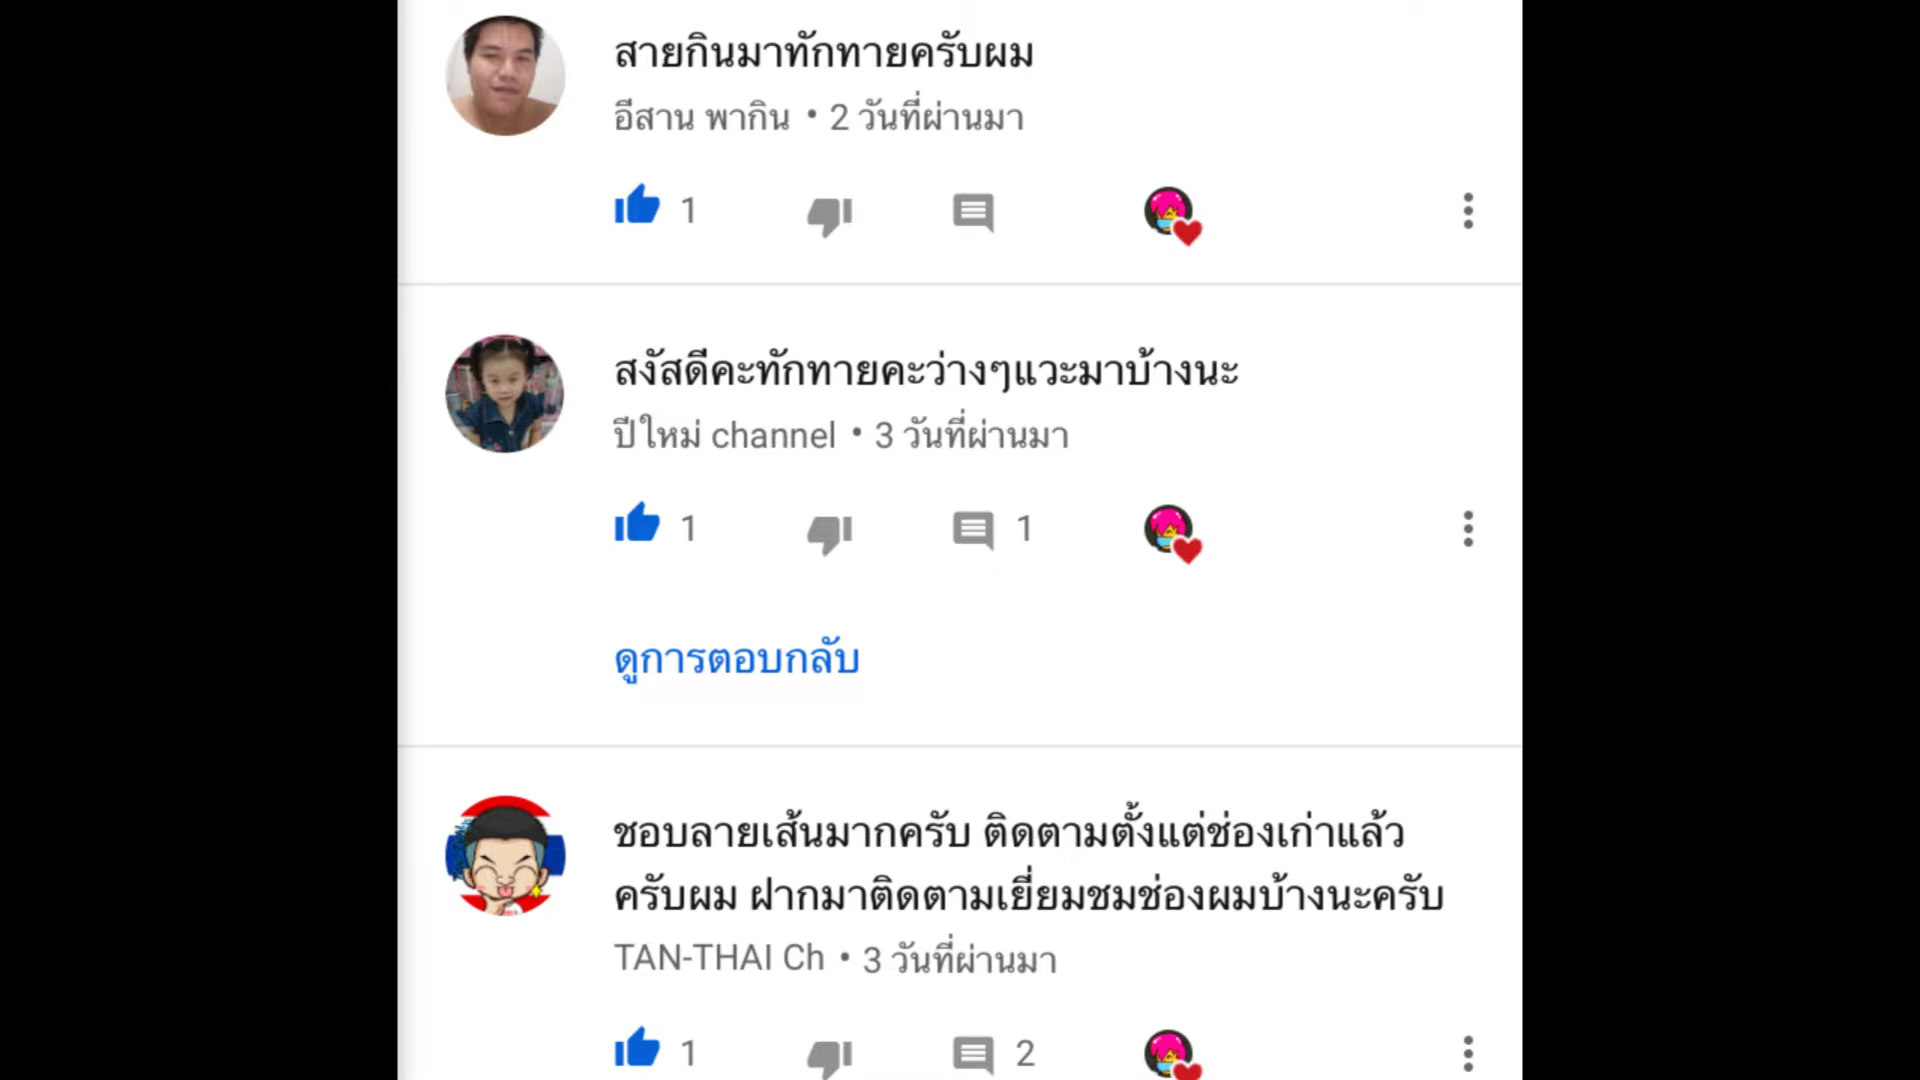 สายกินมาทักทายครับผม
อีสาน พากิน • 2 วันที่ผ่านมา
1
สงัสดีคะทักทายคะว่างๆแวะมาบ้างนะ
ปีใหม่ channel • 3 วันที่ผ่านมา
1 1
ดูการตอบกลับ
ชอบลายเส้นมากครับ ติดตามตั้งแต่ช่องเก่าแล้ว
ครับผม ฝากมาติดตามเยี่ยมชมช่องผมบ้างนะครับ
TAN-THAI Ch • 3 วันที่ผ่านมา
1 2